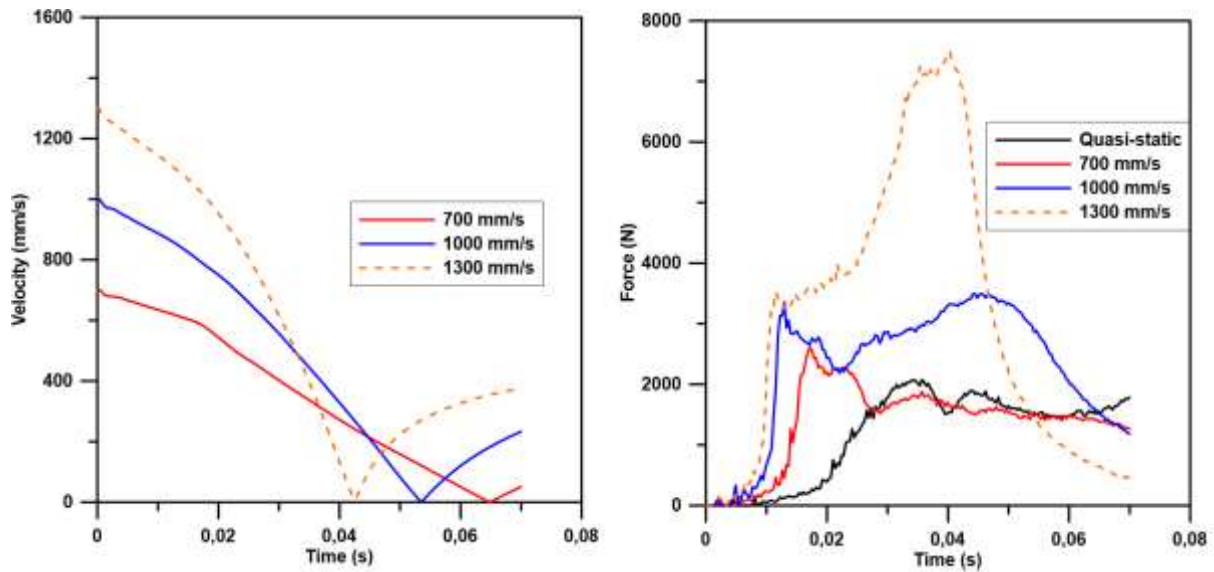 1600
1200
800
400
0
Velocity (mm/s)
700 mm/s
1000 mm/s
1300 mm/s
0
0,02
0,04
0,06
0,08
Time (s)
8000
6000
4000
2000
0
Force (N)
Quasi-static
700 mm/s
1000 mm/s
1300 mm/s
0
0,02
0,04
0,06
0,08
Time (s)